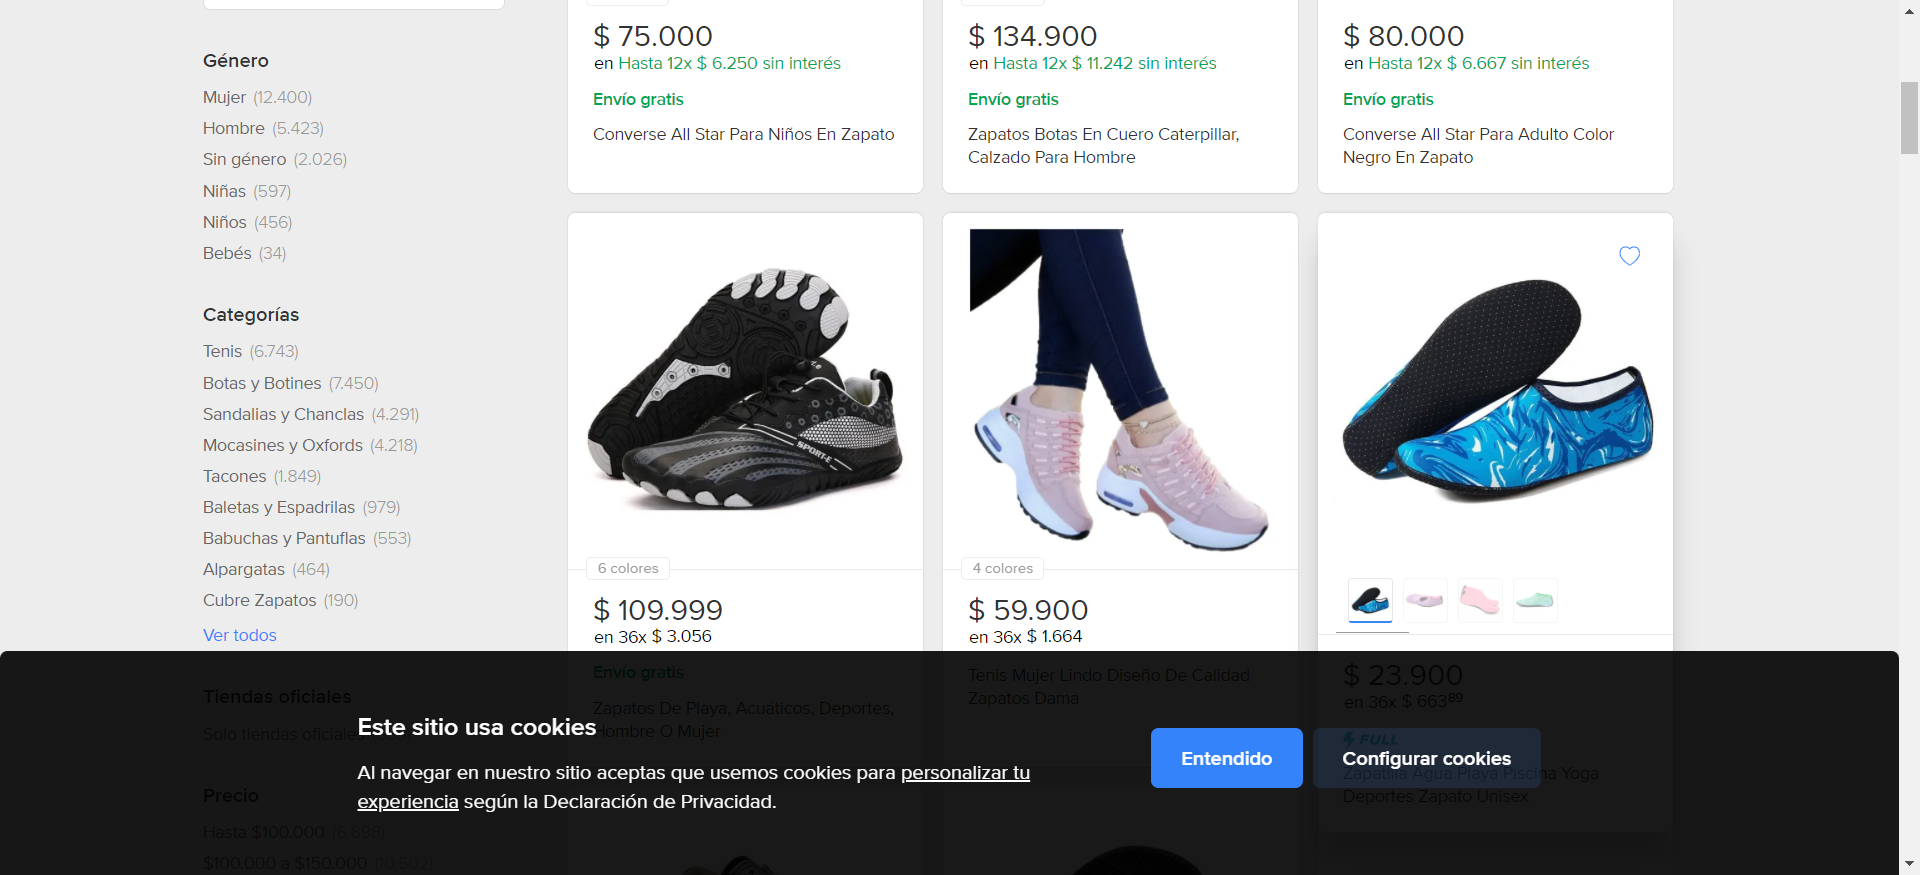 Género
Mujer (12.400)
Hombre (5.423)
Sin género (2.026)
Niñas (597)
Niños (456)
Bebés (34)
Categorías
Tenis (6.743)
Botas y Botines (7.450)
Sandalias y Chanclas (4.291)
Mocasines y Oxfords (4.218)
Tacones (1.849)
Baletas y Espadrilas (979)
Babuchas y Pantuflas (553)
Alpargatas (464)
Cubre Zapatos (190)
Ver todos
Tiendas oficiales
Solo tiendas oficiales
Precio
Hasta $100.000 (6.698)
$100.000 a $150.000 (10.502)
$ 75.000
en Hasta 12x $ 6.250 sin interés
Envío gratis
Converse All Star Para Niños En Zapato
$ 134.900
en Hasta 12x $ 11.242 sin interés
Envío gratis
Zapatos Botas En Cuero Caterpillar,
Calzado Para Hombre
$ 80.000
en Hasta 12x $ 6.667 sin interés
Envío gratis
Converse All Star Para Adulto Color
Negro En Zapato
SPORT-E
6 colores
$ 109.999
en 36x $ 3.056
Envío gratis
Zapatos De Playa, Acuaticos, Deportes,
Hombre O Mujer
4 colores
$ 59.900
en 36x $ 1.664
Tenis Mujer Lindo Diseño De Calidad
Zapatos Dama
$ 23.900
en 36x $ 663 89
FULL
Zapatilla Agua Playa Piscina Yoga
Deportes Zapato Unisex
Este sitio usa cookies
Al navegar en nuestro sitio aceptas que usemos cookies para personalizar tu
experiencia según la Declaración de Privacidad.
Entendido
Configurar cookies